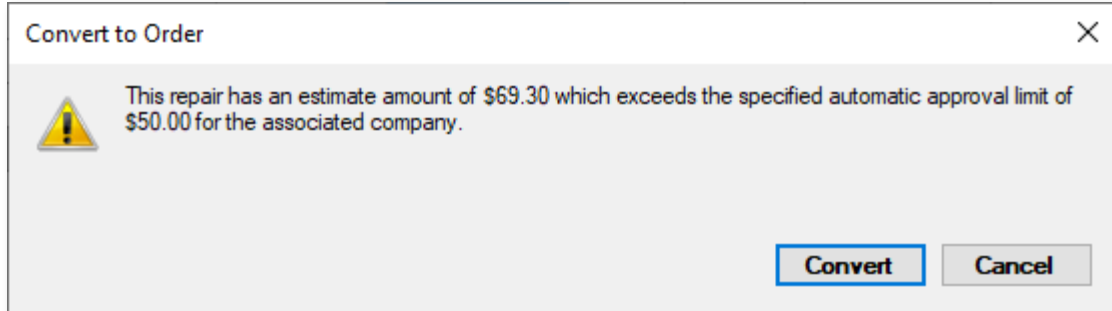 Convert to Order
This repair has an estimate amount of $69.30 which exceeds the specified automatic approval limit of
$50.00 for the associated company.
Convert
Cancel